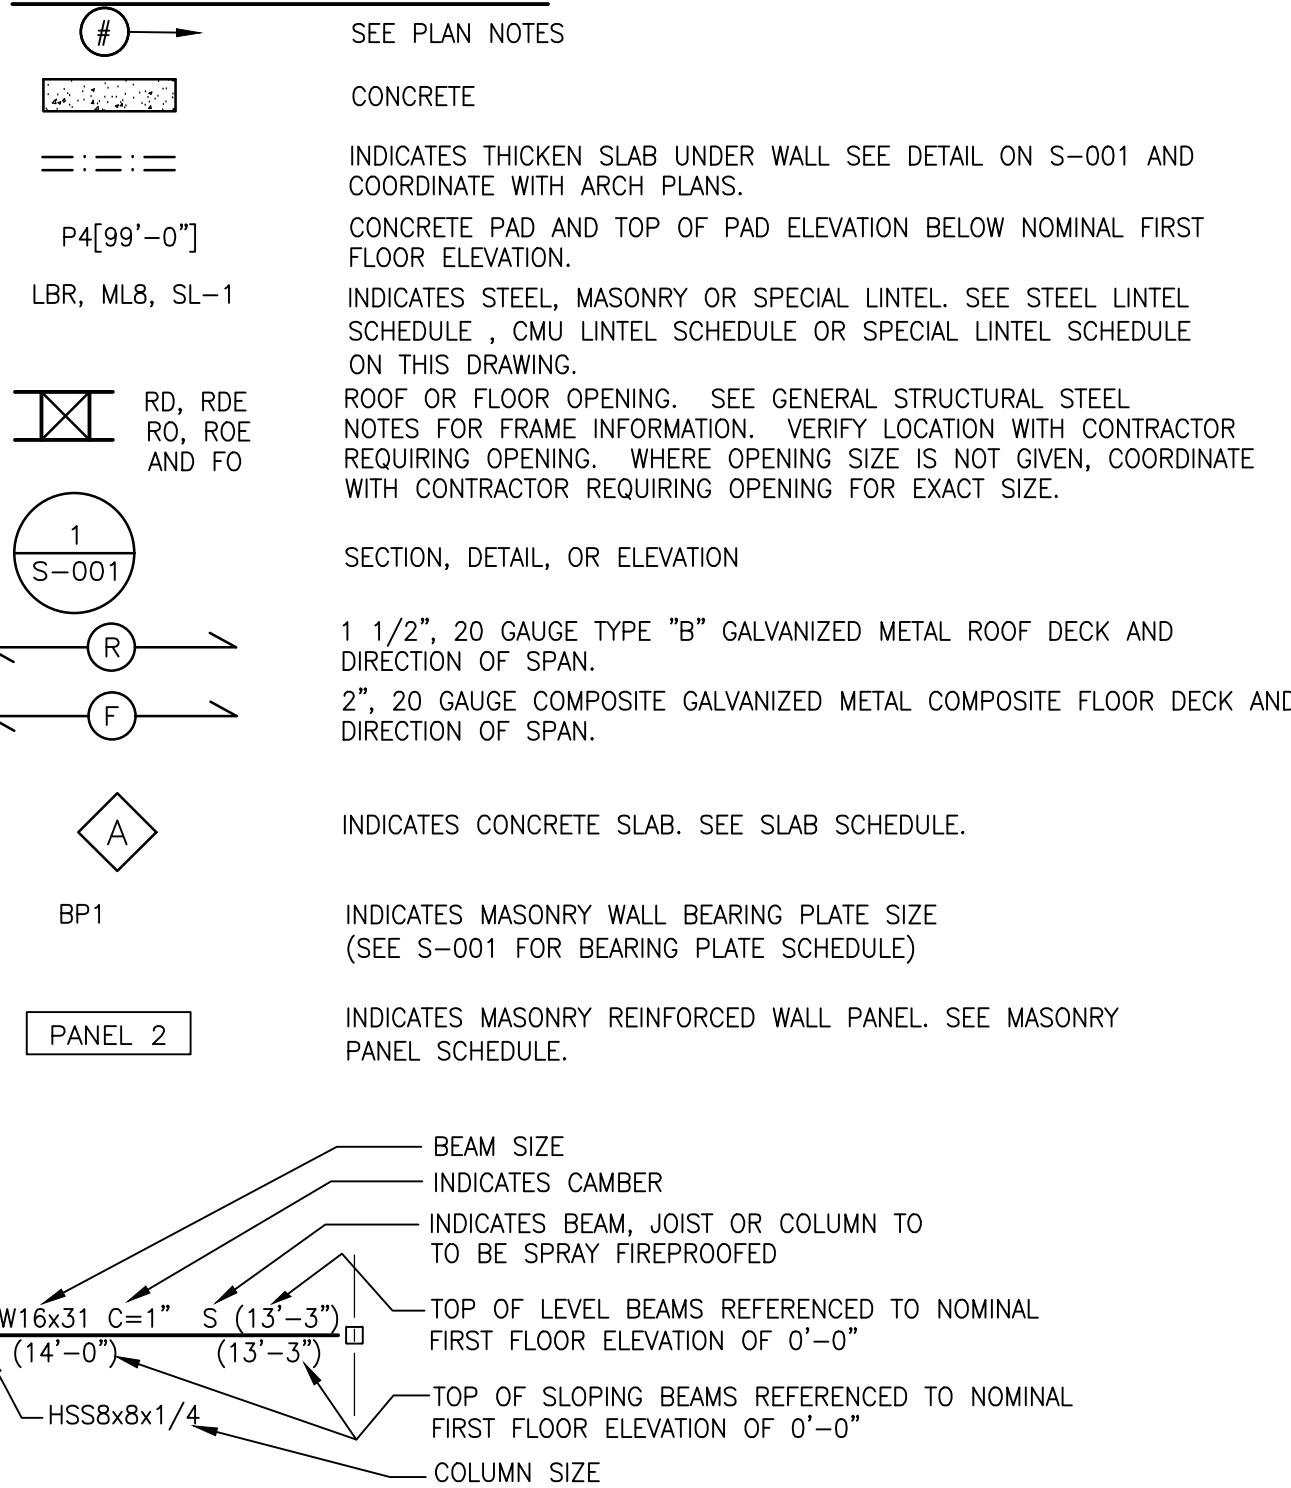 # SEE PLAN NOTES
CONCRETE
INDICATES THICKEN SLAB UNDER WALL SEE DETAIL ON S-001 AND
COORDINATE WITH ARCH PLANS.
P4[99'-0"] CONCRETE PAD AND TOP OF PAD ELEVATION BELOW NOMINAL FIRST
FLOOR ELEVATION.
LBR, ML8, SL-1 INDICATES STEEL, MASONRY OR SPECIAL LINTEL. SEE STEEL LINTEL
SCHEDULE , CMU LINTEL SCHEDULE OR SPECIAL LINTEL SCHEDULE
ON THIS DRAWING.
RD, RDE ROOF OR FLOOR OPENING. SEE GENERAL STRUCTURAL STEEL
RO, ROE NOTES FOR FRAME INFORMATION. VERIFY LOCATION WITH CONTRACTOR
AND FO REQUIRING OPENING. WHERE OPENING SIZE IS NOT GIVEN, COORDINATE
WITH CONTRACTOR REQUIRING OPENING FOR EXACT SIZE.
1
S-001 SECTION, DETAIL, OR ELEVATION
R 1 1/2", 20 GAUGE TYPE "B" GALVANIZED METAL ROOF DECK AND
DIRECTION OF SPAN.
F 2", 20 GAUGE COMPOSITE GALVANIZED METAL COMPOSITE FLOOR DECK AND
DIRECTION OF SPAN.
A INDICATES CONCRETE SLAB. SEE SLAB SCHEDULE.
BP1 INDICATES MASONRY WALL BEARING PLATE SIZE
(SEE S-001 FOR BEARING PLATE SCHEDULE)
PANEL 2 INDICATES MASONRY REINFORCED WALL PANEL. SEE MASONRY
PANEL SCHEDULE.
BEAM SIZE
INDICATES CAMBER
INDICATES BEAM, JOIST OR COLUMN TO
TO BE SPRAY FIREPROOFED
W16x31 C=1" S (13'-3") TOP OF LEVEL BEAMS REFERENCED TO NOMINAL
FIRST FLOOR ELEVATION OF 0'-0"
(14'-0") (13'-3")
TOP OF SLOPING BEAMS REFERENCED TO NOMINAL
HSS8x8x1/4 FIRST FLOOR ELEVATION OF 0'-0"
COLUMN SIZE